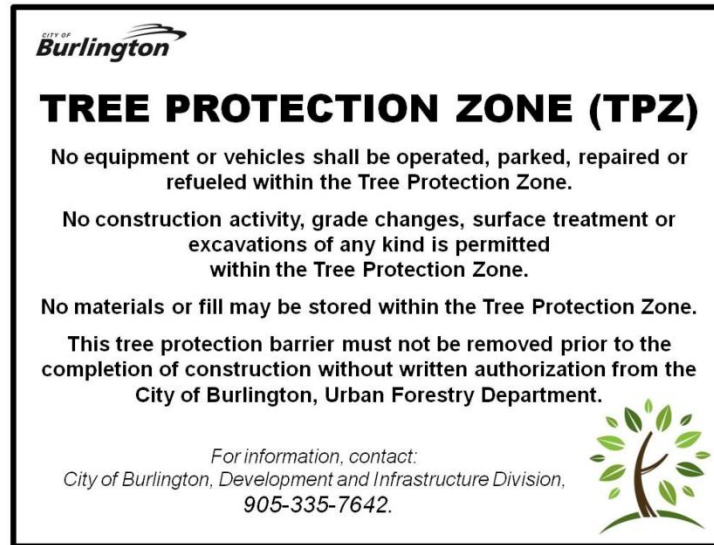 CITY OF
Burlington
TREE PROTECTION ZONE (TPZ)
No equipment or vehicles shall be operated, parked, repaired or
refueled within the Tree Protection Zone.
No construction activity, grade changes, surface treatment or
excavations of any kind is permitted
within the Tree Protection Zone.
No materials or fill may be stored within the Tree Protection Zone.
This tree protection barrier must not be removed prior to the
completion of construction without written authorization from the
City of Burlington, Urban Forestry Department.
For information, contact:
City of Burlington, Development and Infrastructure Division,
905-335-7642.